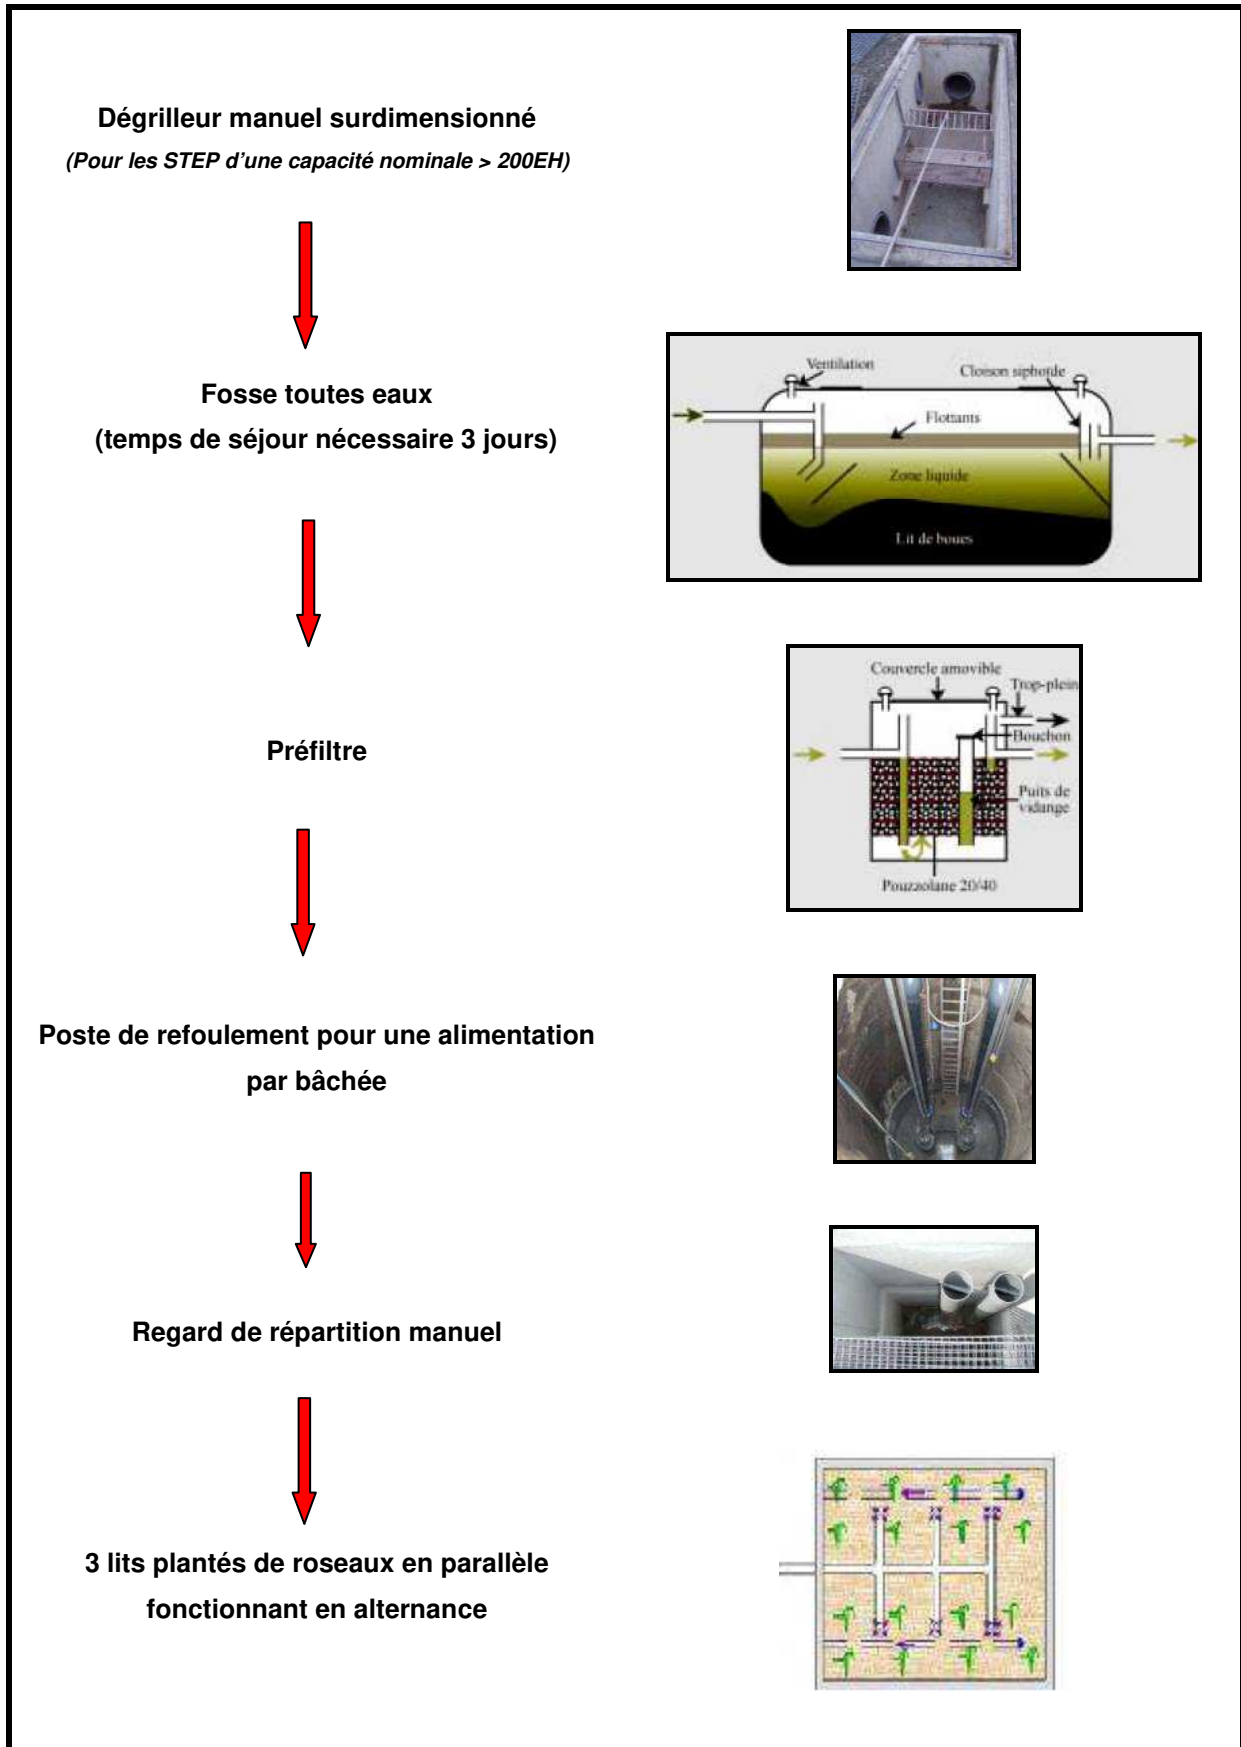 Dégrilleur manuel surdimensionné
(Pour les STEP d'une capacité nominale > 200EH)
Fosse toutes eaux
(temps de séjour nécessaire 3 jours)
Ventilation
Cloison siphoïde
Flottants
Zone liquide
Lit de boues
Préfiltre
Couvercle amovible
Trop-plein
Bouchon
Puits de
vidange
Pouzzolane 20/40
Poste de refoulement pour une alimentation
par bâchée
Regard de répartition manuel
3 lits plantés de roseaux en parallèle
fonctionnant en alternance